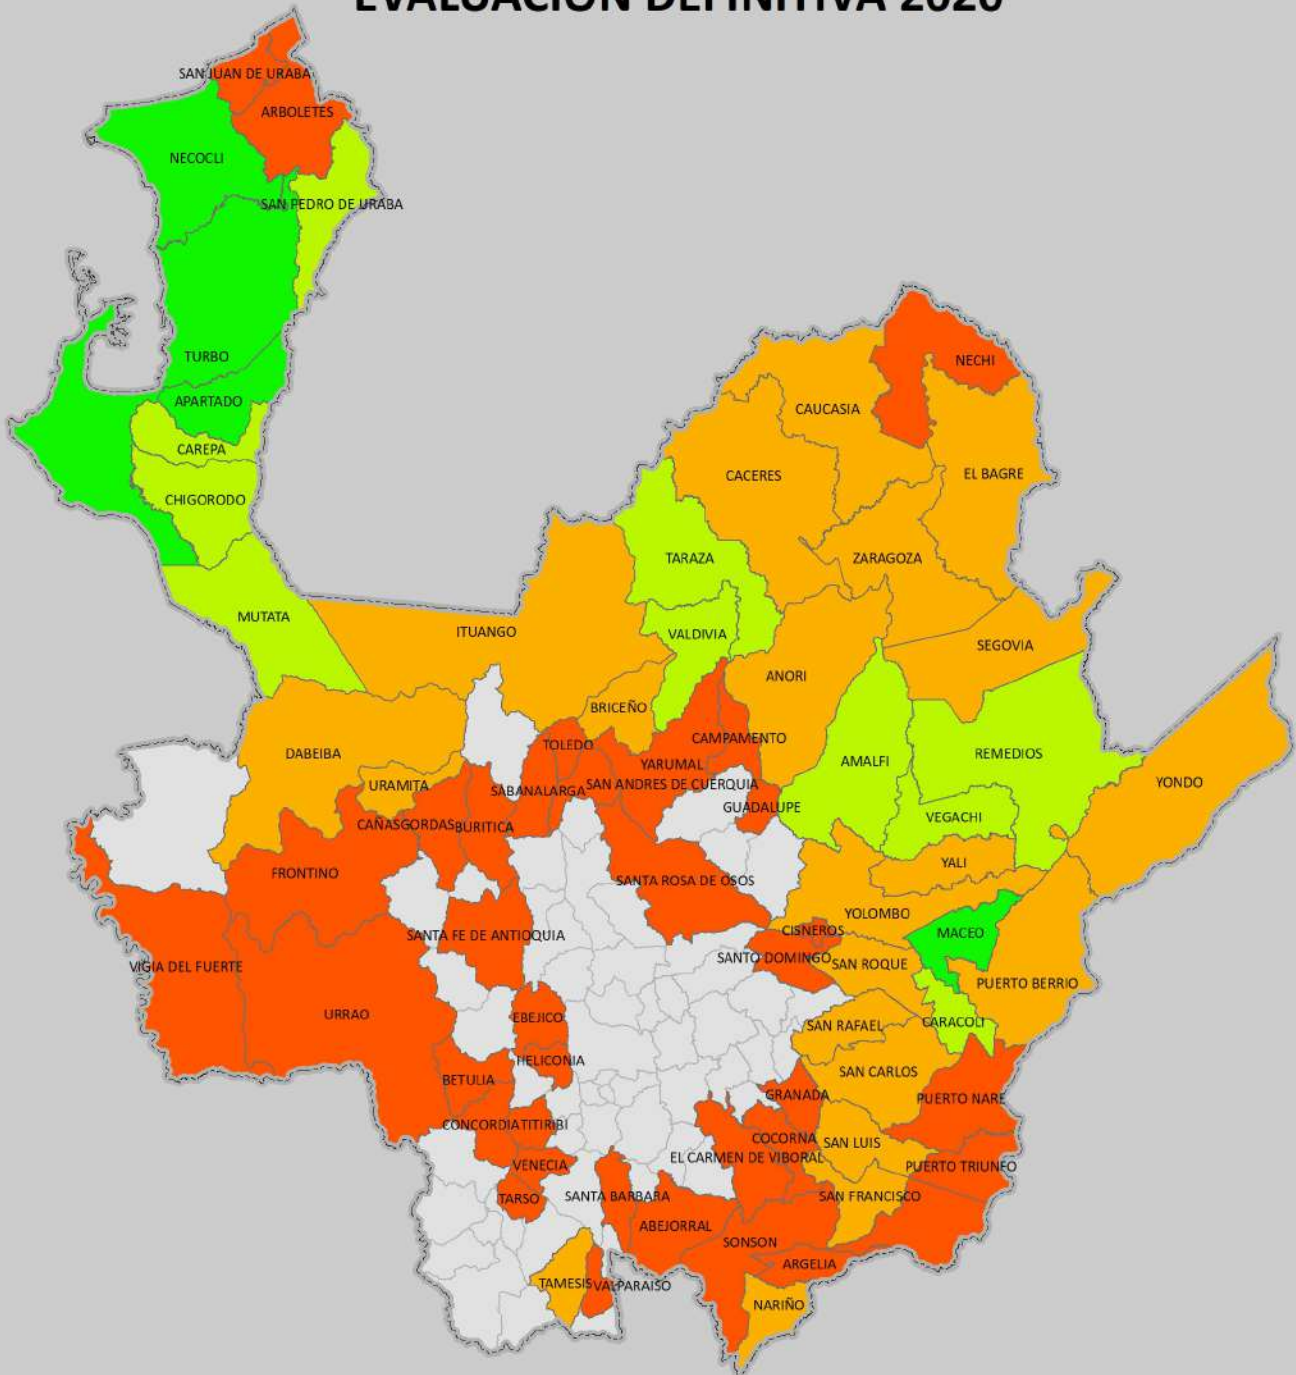 EVALUACIÓN DEFINITIVA 2020
SAN JUAN DE URABA
ARBOLETES
NECOCLI
SAN PEDRO DE URABA
TURBO
APARTADO
CAREPA
CHIGORODO
MUTATA
NECHI
CAUCASIA
CACERES
EL BAGRE
TARAZA
ZARAGOZA
ITUANGO
VALDIVIA
SEGOVIA
ANORI
BRICEÑO
DABEIBA
TOLEDO
CAMPAMENTO
YARUMAL
AMALFI
REMEDIOS
YONDO
URAMITA
SABANALARGA
SAN ANDRES DE CUERQUIA
GUADALUPE
VEGACHI
CAÑASGORDAS
BURITICA
YALI
FRONTINO
SANTA ROSA DE OSOS
YOLOMBO
CISNEROS
MACEO
SANTA FE DE ANTIOQUIA
SANTO DOMINGO
SAN ROQUE
VIGIA DEL FUERTE
PUERTO BERRIO
URRAO
EBEJICO
SAN RAFAEL
CARACOLI
HELICONIA
BETULIA
SAN CARLOS
GRANADA
PUERTO NARE
CONCORDIA
TITIRIBI
COCORNA
SAN LUIS
EL CARMEN DE VIBORAL
VENECIA
PUERTO TRIUNFO
TARSO
SANTA BARBARA
SAN FRANCISCO
ABEJORRAL
SONSON
ARGELIA
TAMESIS
VALPARAISO
NARIÑO